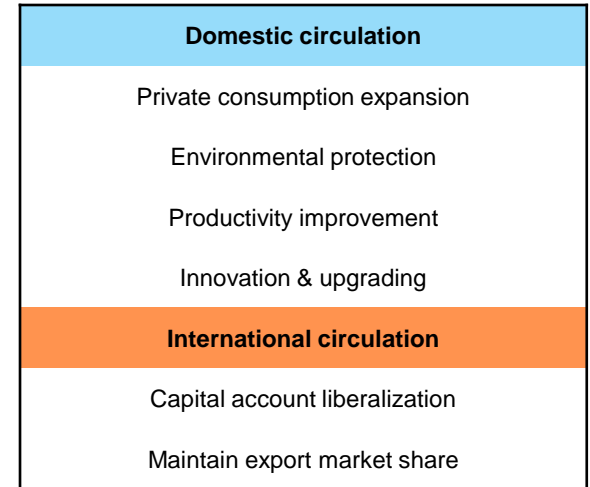 Domestic circulation
Private consumption expansion
Environmental protection
Productivity improvement
Innovation & upgrading
International circulation
Capital account liberalization
Maintain export market share